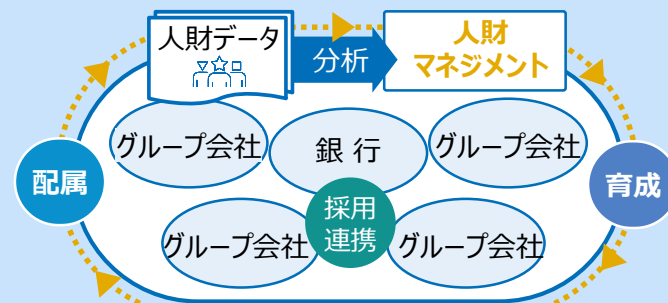 人財データ
分析
人財
マネジメント
グループ会社
銀 行
グループ会社
配属
育成
採用
連携
グループ会社
グループ会社